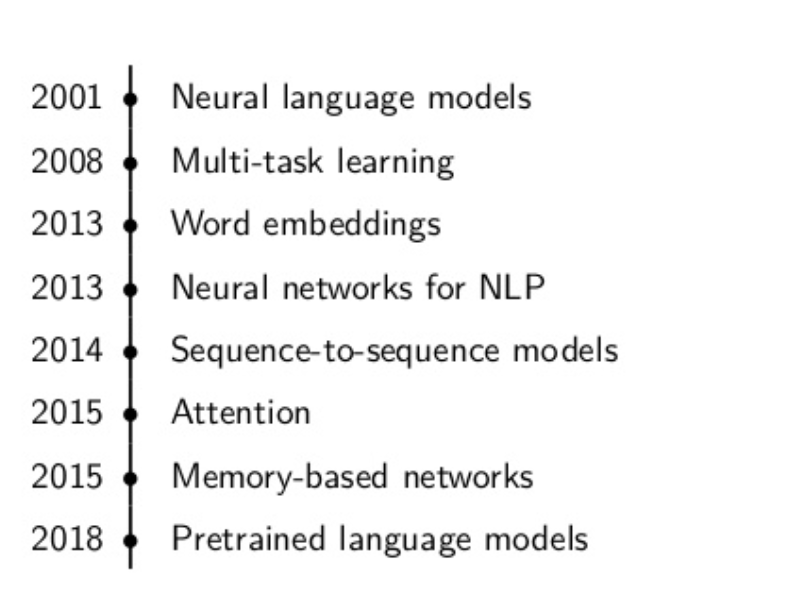 2001 Neural language models
2008 Multi-task learning
2013 Word embeddings
2013 Neural networks for NLP
2014 Sequence-to-sequence models
2015 Attention
2015 Memory-based networks
2018 Pretrained language models